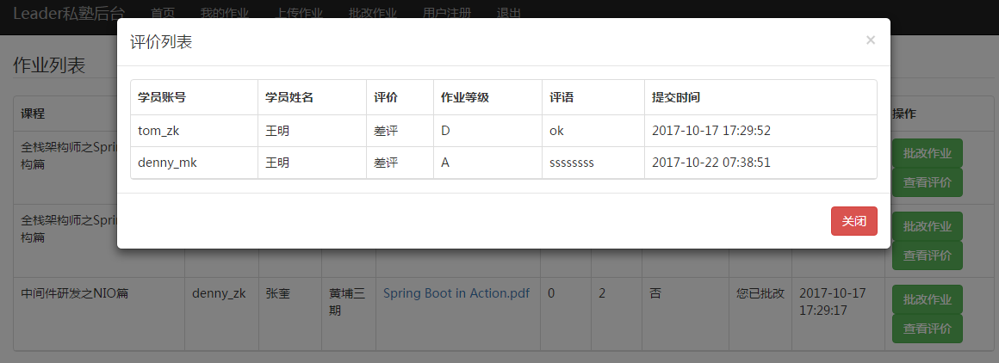 Leader私塾后台 首页 我的作业 上传作业 批改作业 用户注册 退出
评价列表 ×
作业列表
学员账号 学员姓名 评价 作业等级 评语 提交时间
课程 操作
tom_zk 王明 差评 D ok 2017-10-17 17:29:52
全栈架构师之Sprin
构篇
批改作业
denny_mk 王明 差评 A ssssssss 2017-10-22 07:38:51
查看评价
关闭
全栈架构师之Sprin
构篇
批改作业
查看评价
中间件研发之NIO篇 denny_zk 张奎 黄埔三 Spring Boot in Action.pdf 0 2 否 您已批改 2017-10-17 批改作业
期 17:29:17
查看评价